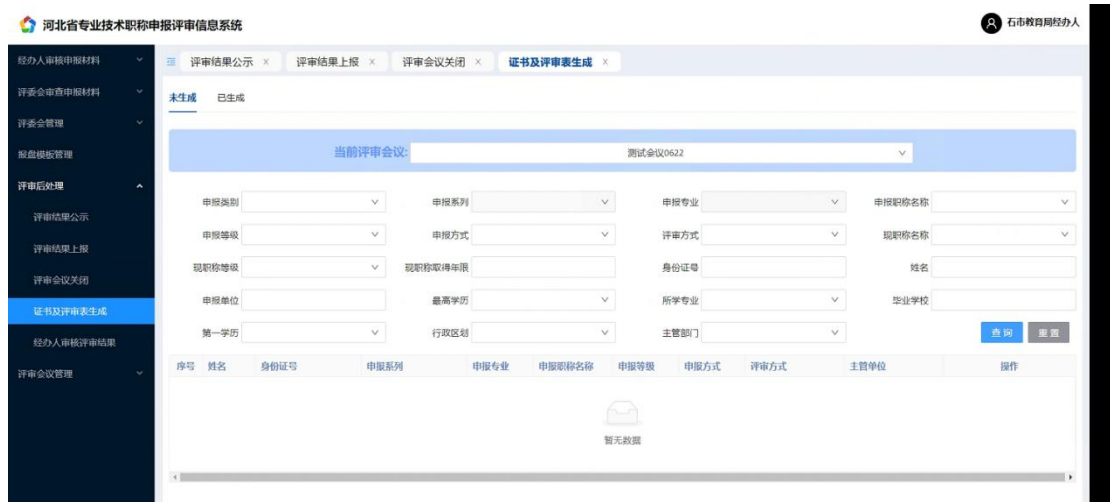 河北省专业技术职称申报评审信息系统
石市教育局经办人
经办人审核申报材料
评委会审查申报材料
评委会管理
报盘模板管理
评审后处理
评审结果公示
评审结果上报
评审会议关闭
证书及评审表生成
经办人审核评审结果
评审会议管理
评审结果公示 × 评审结果上报 × 评审会议关闭 × 证书及评审表生成 ×
未生成 已生成
当前评审会议: 测试会议0622
申报类别 申报系列 申报专业 申报职称名称
申报等级 申报方式 评审方式 现职称名称
现职称等级 现职称取得年限 身份证号 姓名
申报单位 最高学历 所学专业 毕业学校
第一学历 行政区划 主管部门 查询 重置
序号 姓名 身份证号 申报系列 申报专业 申报职称名称 申报等级 申报方式 评审方式 主管单位 操作
暂无数据